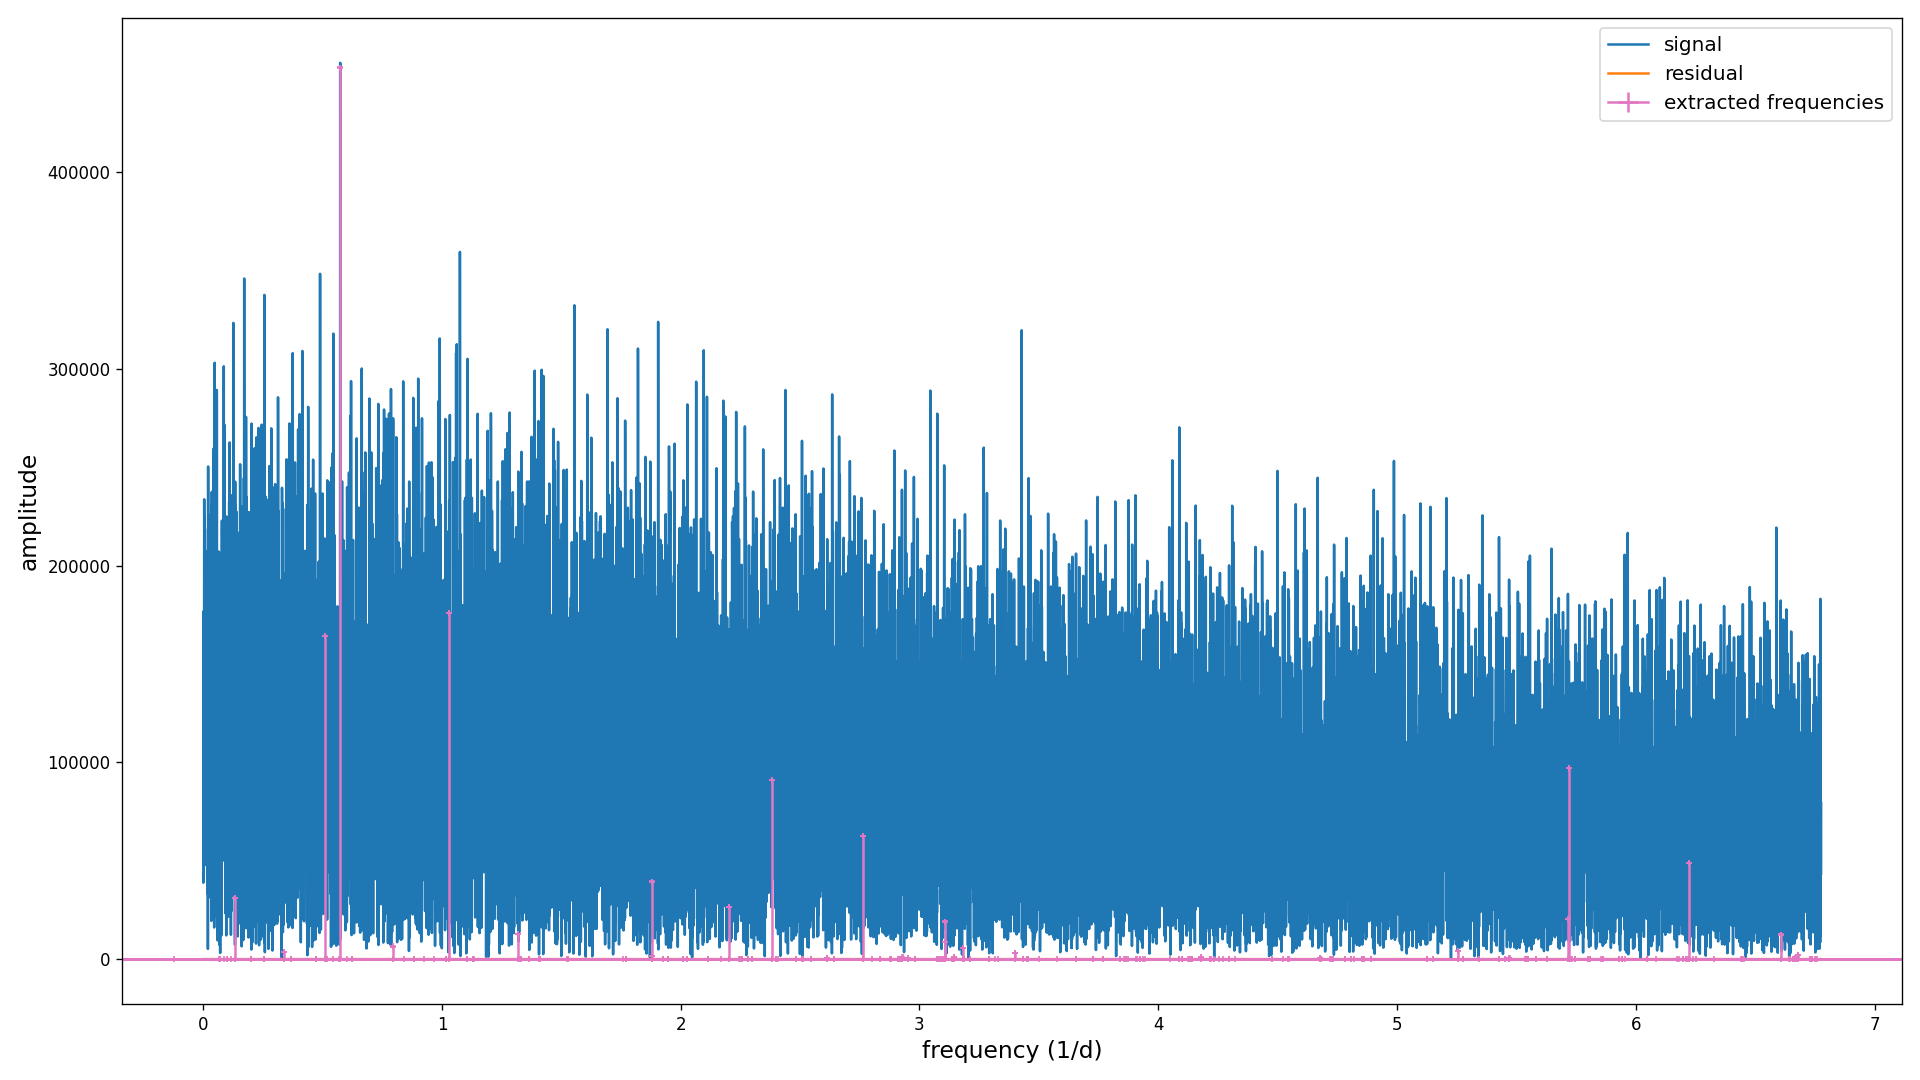 signal
residual
extracted frequencies
amplitude
400000
300000
200000
100000
0
0 1 2 3 4 5 6 7
frequency (1/d)